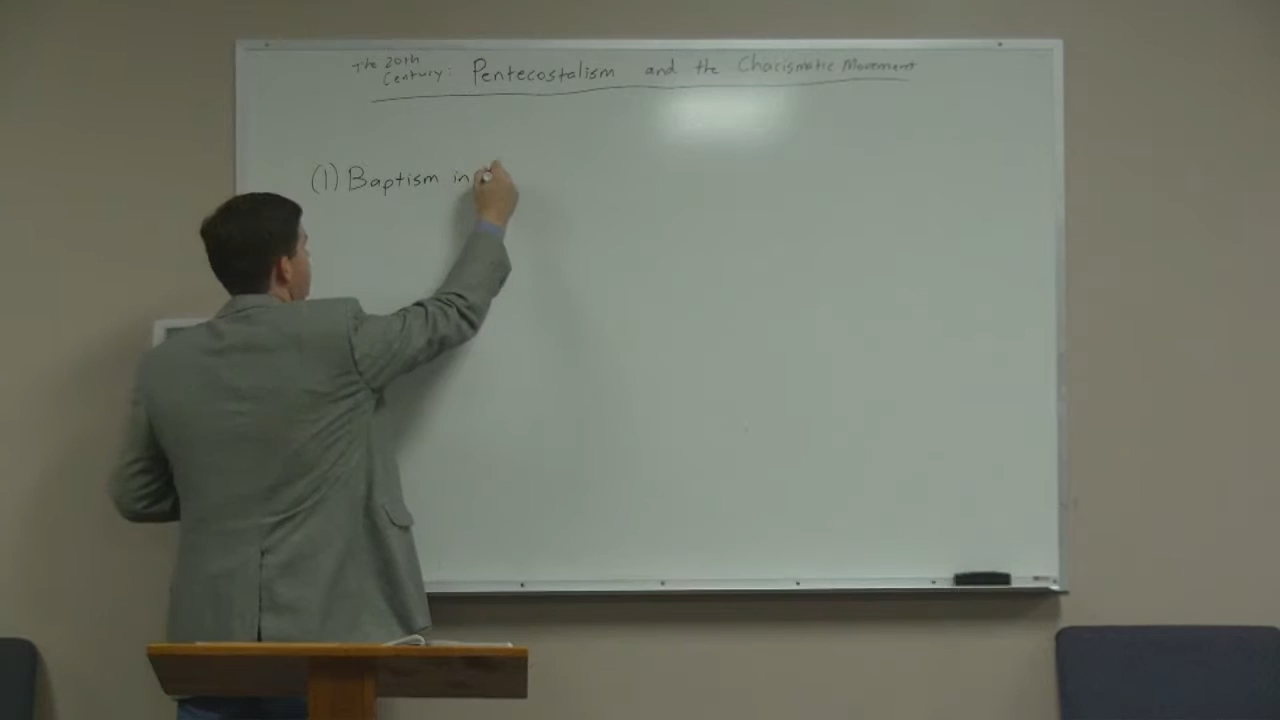 The 20th
Century: Pentecostalism and the Charismatic Movement
(1) Baptism in